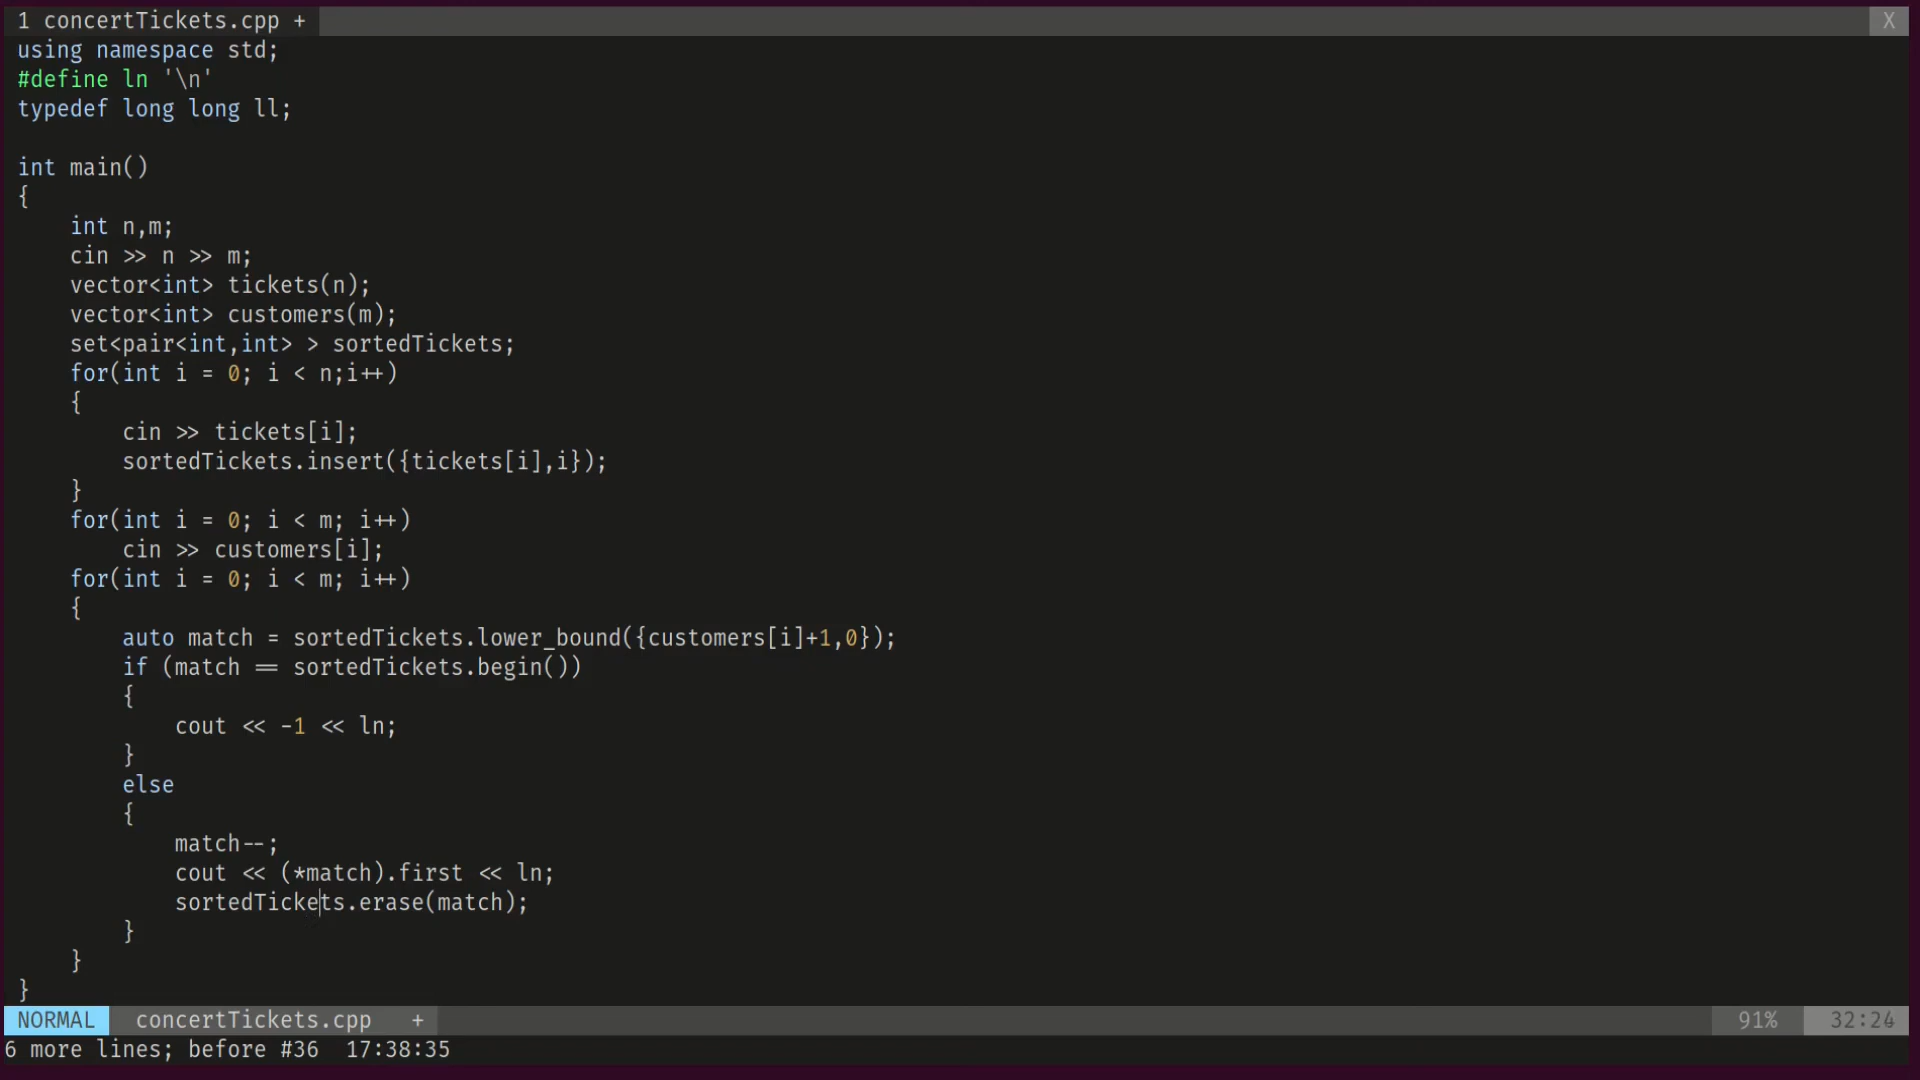 1 concertTickets.cpp + X
using namespace std;
#define ln '\n'
typedef long long ll;
int main()
{
    int n,m;
    cin >> n >> m;
    vector<int> tickets(n);
    vector<int> customers(m);
    set<pair<int,int> > sortedTickets;
    for(int i = 0; i < n;i++)
    {
        cin >> tickets[i];
        sortedTickets.insert({tickets[i],i});
    }
    for(int i = 0; i < m; i++)
        cin >> customers[i];
    for(int i = 0; i < m; i++)
    {
        auto match = sortedTickets.lower_bound({customers[i]+1,0});
        if (match == sortedTickets.begin())
        {
            cout << -1 << ln;
        }
        else
        {
            match--;
            cout << (*match).first << ln;
            sortedTickets.erase(match);
        }
    }
}
NORMAL concertTickets.cpp + 91% 32:24
6 more lines; before #36 17:38:35